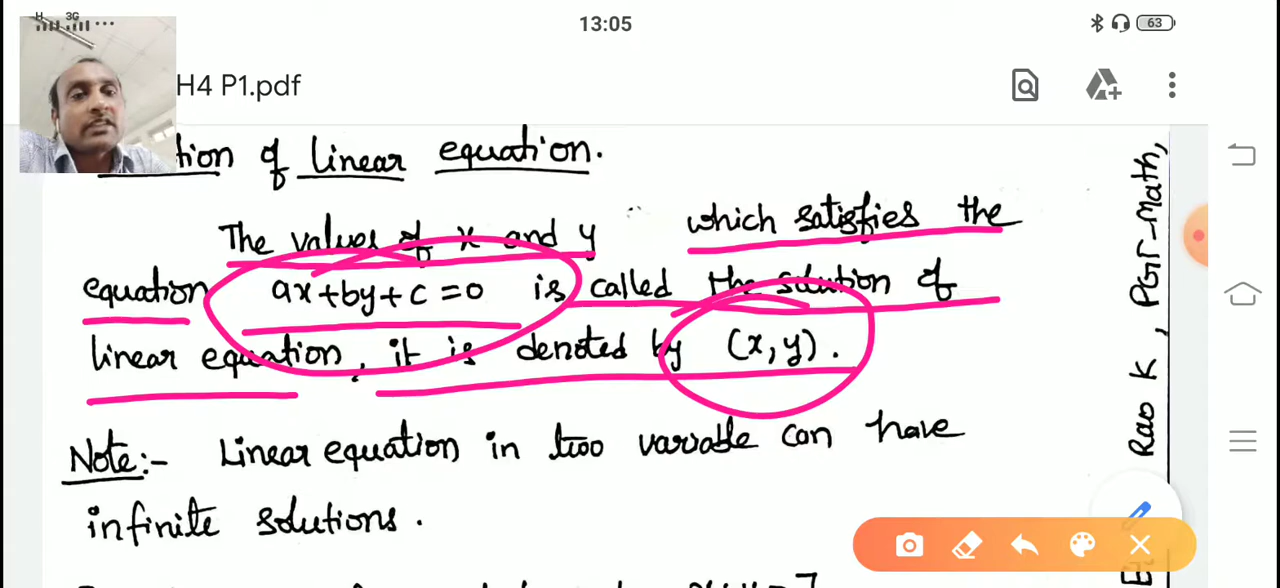 H 3G ... 13:05 63
H4 P1.pdf
tion of linear equation.
The values of x and y which satisfies the
equation ax+by+c=0 is called the solution of
linear equation, it is denoted by (x,y).
Note:- Linear equation in two variable can have
infinite solutions.
Rao K, PGT-Math,